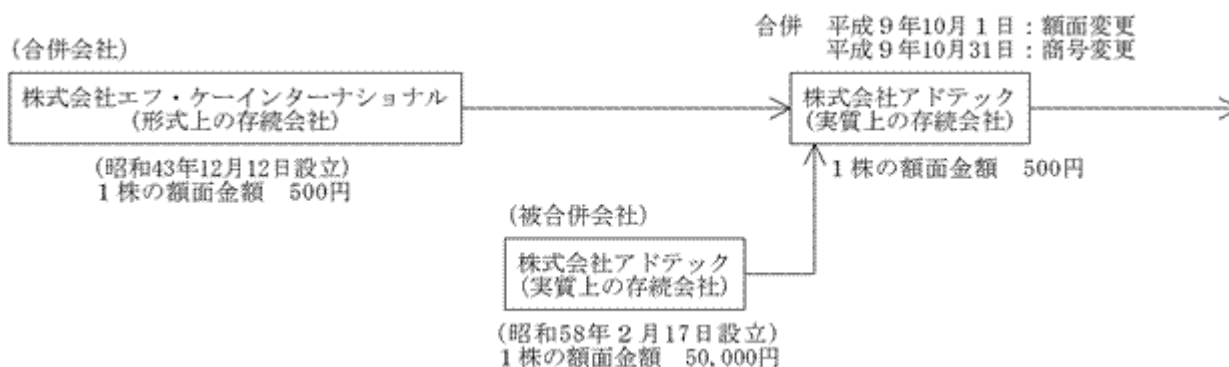 合併 平成9年10月1日：額面変更
平成9年10月31日：商号変更
(合併会社)
株式会社エフ・ケーインターナショナル
(形式上の存続会社)
株式会社アドテック
(実質上の存続会社)
(昭和43年12月12日設立)
1株の額面金額 500円
1株の額面金額 500円
(被合併会社)
株式会社アドテック
(実質上の存続会社)
(昭和58年2月17日設立)
1株の額面金額 50,000円